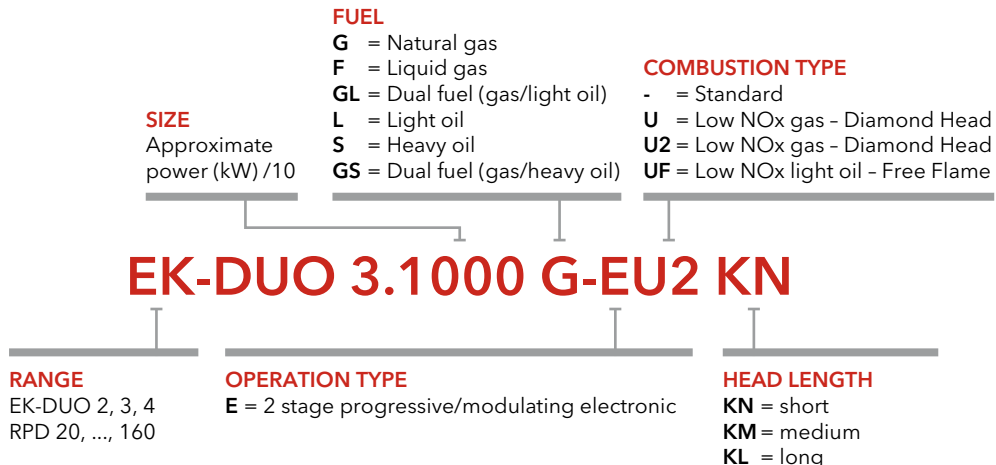 FUEL
G = Natural gas
F = Liquid gas
GL = Dual fuel (gas/light oil)
L = Light oil
S = Heavy oil
GS = Dual fuel (gas/heavy oil)
COMBUSTION TYPE
- = Standard
U = Low NOx gas – Diamond Head
U2 = Low NOx gas – Diamond Head
UF = Low NOx light oil – Free Flame
SIZE
Approximate
power (kW) /10
EK-DUO 3.1000 G-EU2 KN
RANGE
EK-DUO 2, 3, 4
RPD 20, ..., 160
OPERATION TYPE
E = 2 stage progressive/modulating electronic
HEAD LENGTH
KN = short
KM = medium
KL = long